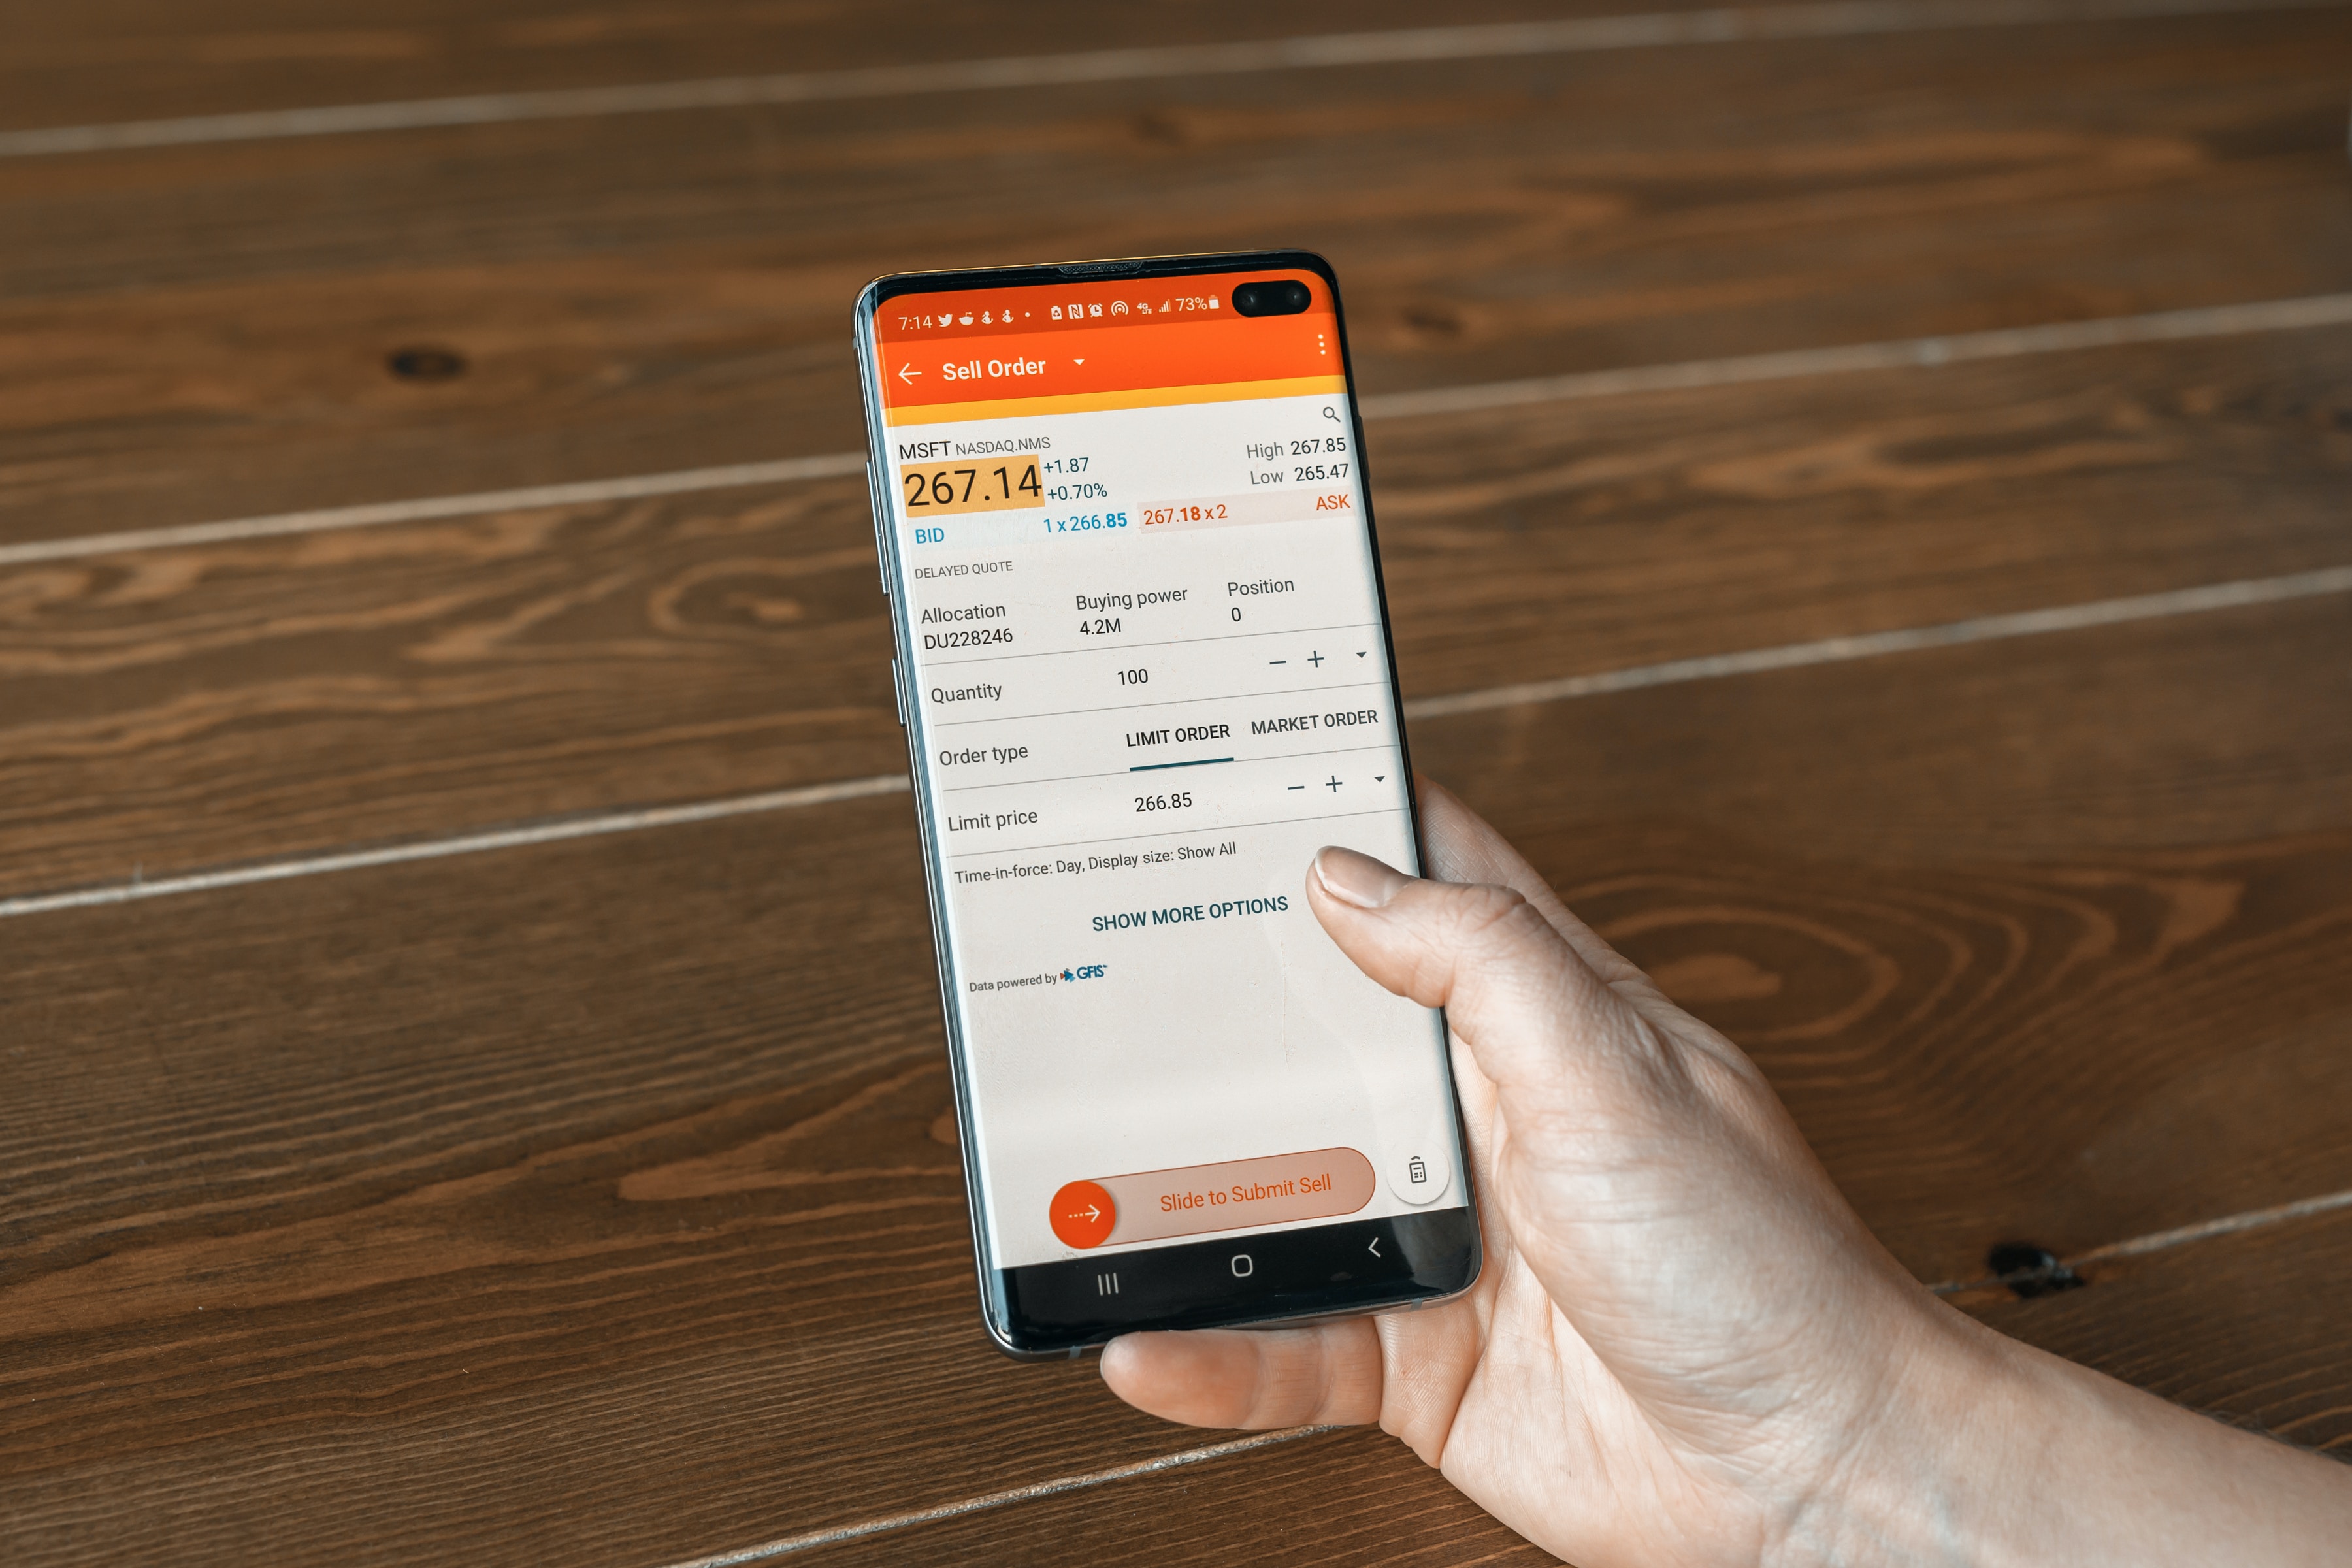 7:14 73%
Sell Order
MSFT NASDAQ.NMS
267.14 +1.87
+0.70%
High 267.85
Low 265.47
BID 1 x 266.85 267.18 x 2 ASK
DELAYED QUOTE
Allocation Buying power Position
DU228246 4.2M 0
Quantity 100
Order type LIMIT ORDER MARKET ORDER
Limit price 266.85
Time-in-force: Day, Display size: Show All
SHOW MORE OPTIONS
Data powered by GFIS
Slide to Submit Sell